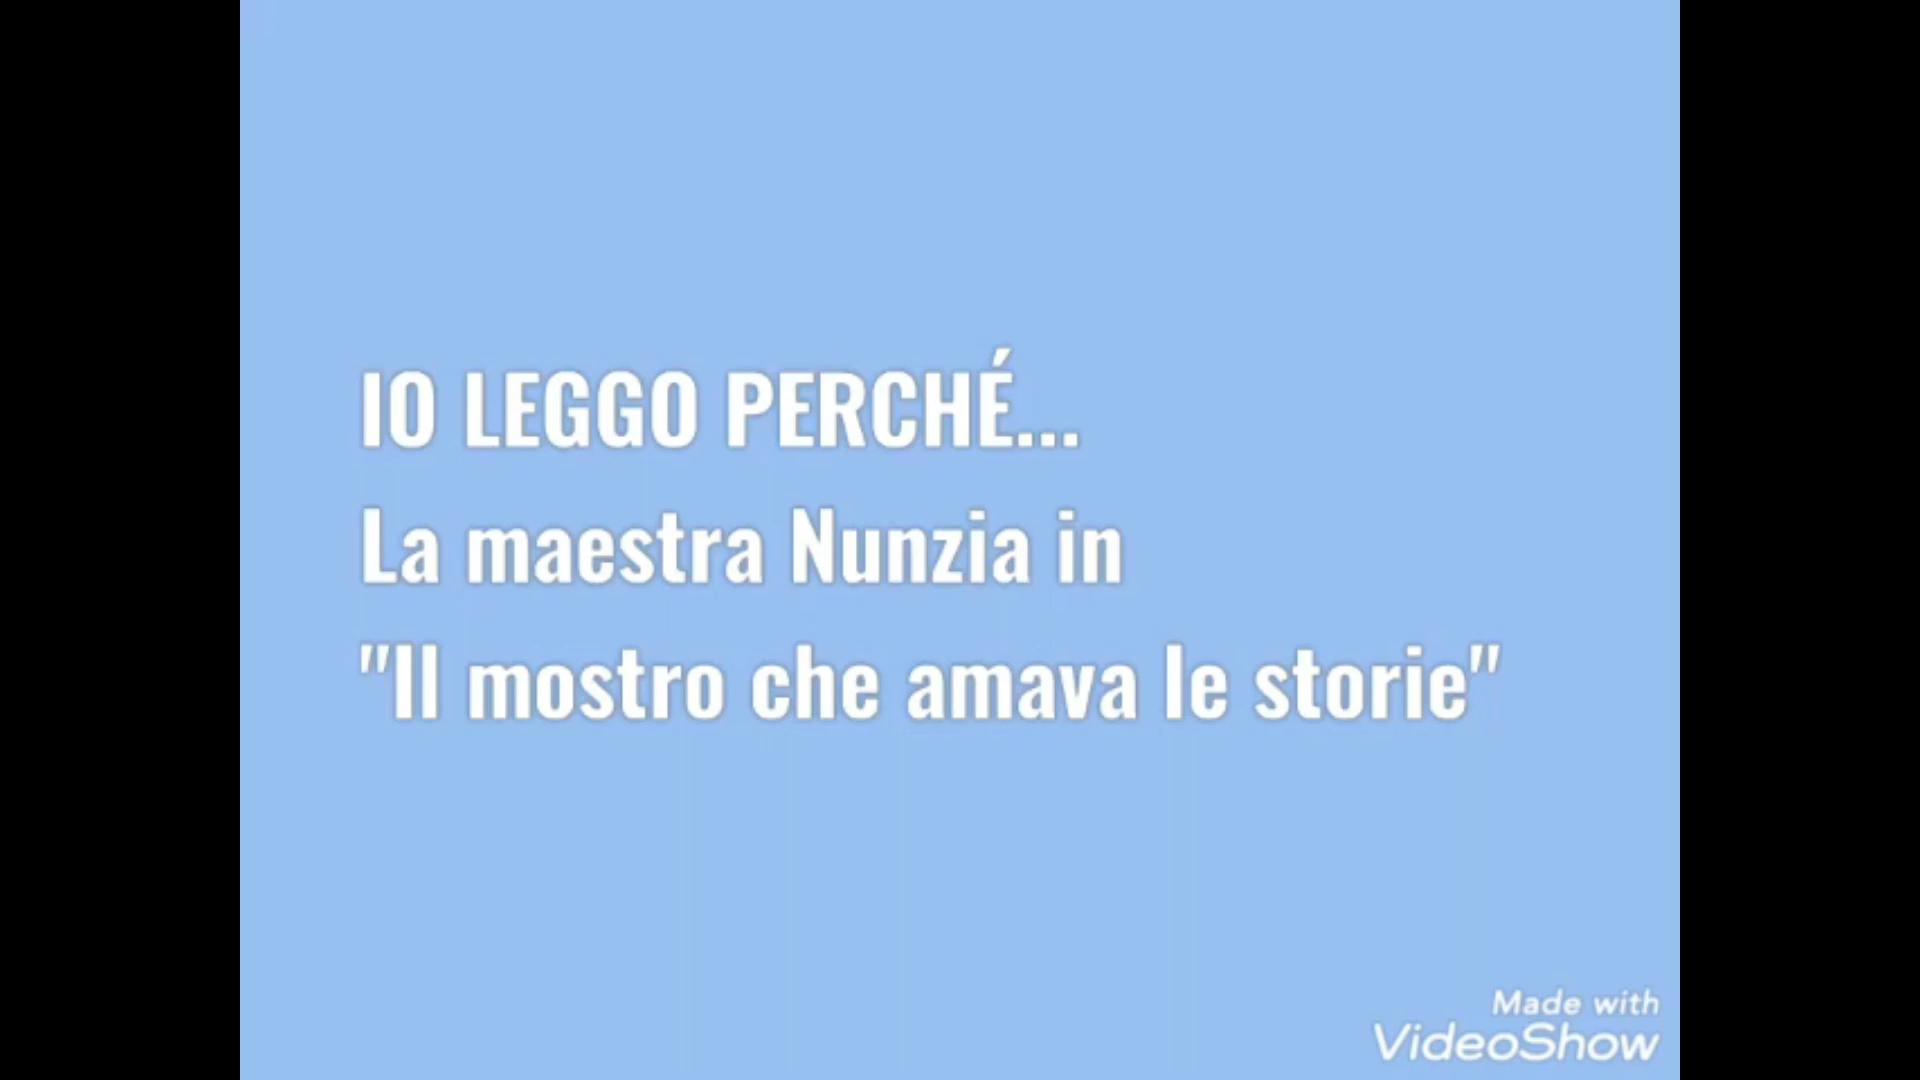 IO LEGGO PERCHÉ...
La maestra Nunzia in
"Il mostro che amava le storie"
Made with
VideoShow